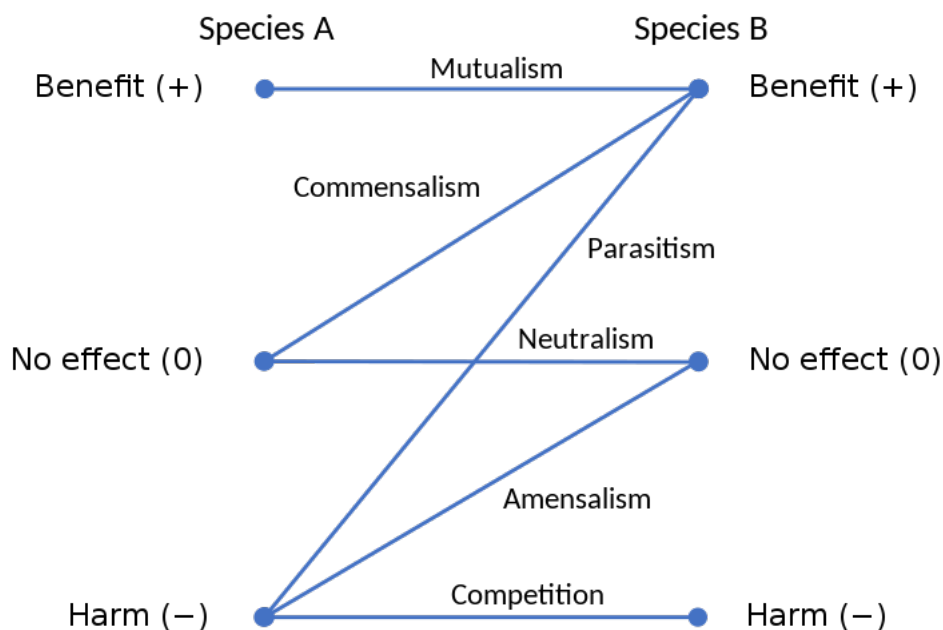 Species A
Species B
Benefit (+)
Mutualism
Benefit (+)
Commensalism
Parasitism
No effect (0)
Neutralism
No effect (0)
Amensalism
Harm (−)
Competition
Harm (−)